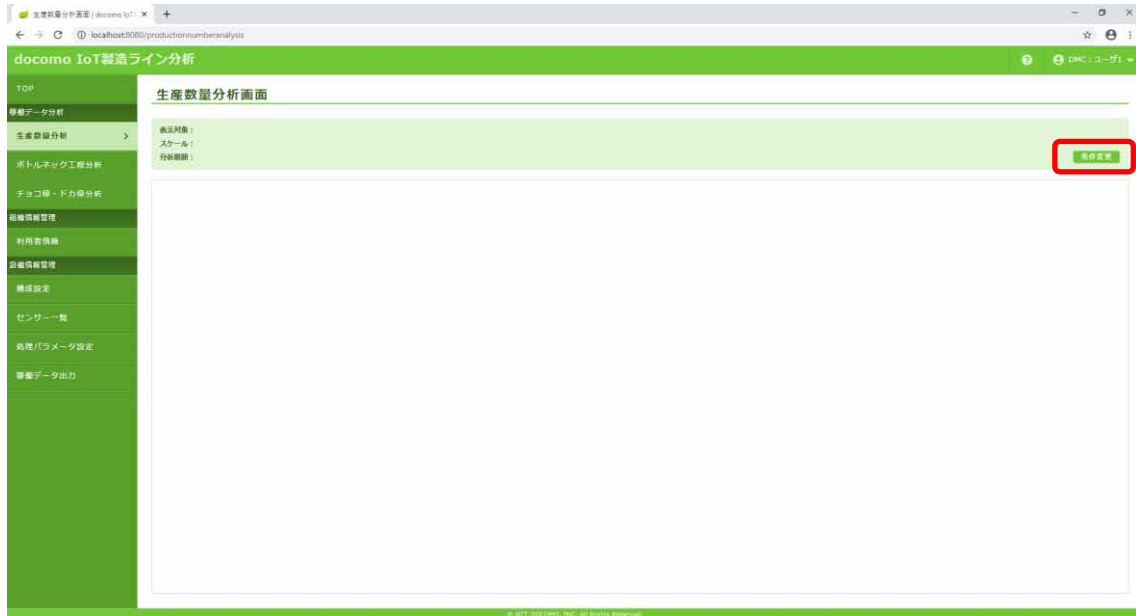 生産数量分析画面 | docomo IoT
localhost:8080/productionnumberanalysis
docomo IoT製造ライン分析
DMC : ユーザ1
TOP
稼働データ分析
生産数量分析
ボトルネック工程分析
チョコ停・ドカ停分析
組織情報管理
利用者情報
設備情報管理
構成設定
センサー一覧
処理パラメータ設定
稼働データ出力
生産数量分析画面
表示対象 :
スケール :
分析期間 :
条件変更
© NTT DOCOMO, INC. All Rights Reserved.